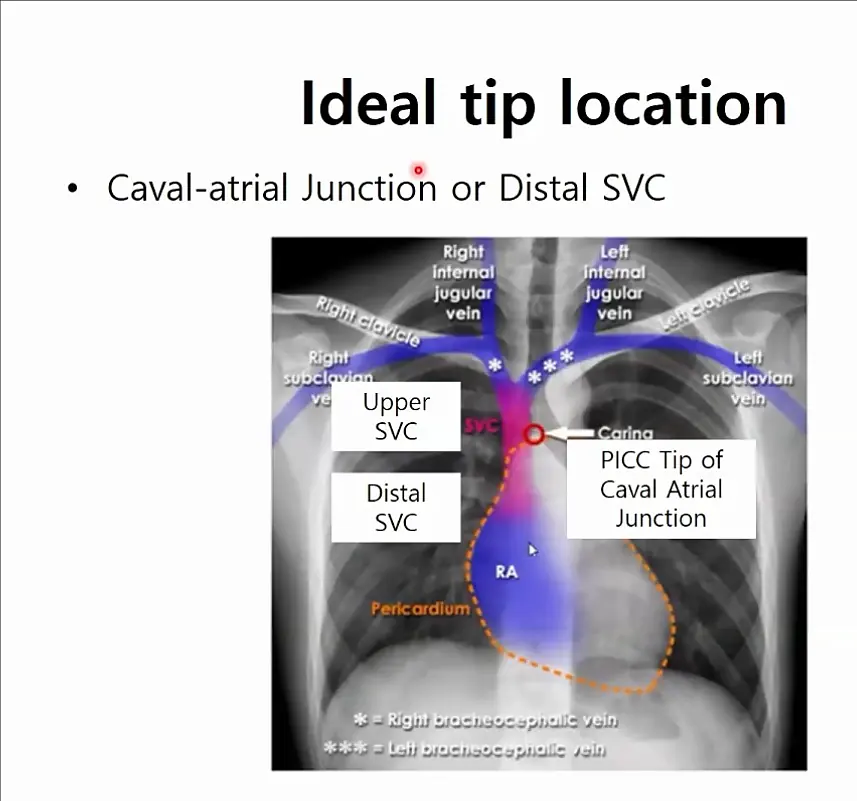 Ideal tip location
• Caval-atrial Junction or Distal SVC
Right
internal
jugular
vein
Left
internal
jugular
vein
Right clavicle
Left clavicle
*
* * *
Right
subclavian
ve
Left
subclavian
vein
Upper
SVC
SVC
Carina
PICC Tip of
Caval Atrial
Junction
Distal
SVC
RA
Pericardium
* = Right bracheocephalic vein
*** = Left bracheocephalic vein